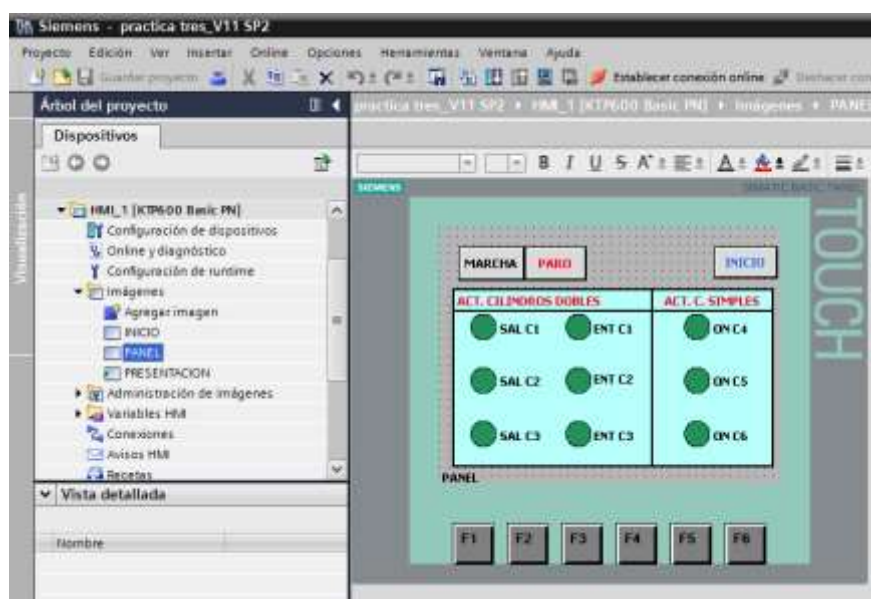 Siemens - practica tres_V11 SP2
Proyecto Edición Ver Insertar Online Opciones Herramientas Ventana Ayuda
Guardar proyecto Establecer conexión online Deshacer
Árbol del proyecto
practica tres_V11 SP2 HMI_1 [KTP600 Basic PN] Imágenes PANEL
Dispositivos
B I U S A
HMI_1 [KTP600 Basic PN]
Configuración de dispositivos
Online y diagnóstico
Configuración de runtime
Imágenes
Agregar imagen
INICIO
PANEL
PRESENTACION
Administración de imágenes
Variables HMI
Conexiones
Avisos HMI
Recetas
Vista detallada
Nombre
Visualización
SIEMENS
SIMATIC BASIC PANEL
TOUCH
MARCHA PARO INICIO
ACT. CILINDROS DOBLES ACT. C. SIMPLES
SAL C1 ENT C1 ON C4
SAL C2 ENT C2 ON C5
SAL C3 ENT C3 ON C6
PANEL
F1 F2 F3 F4 F5 F6